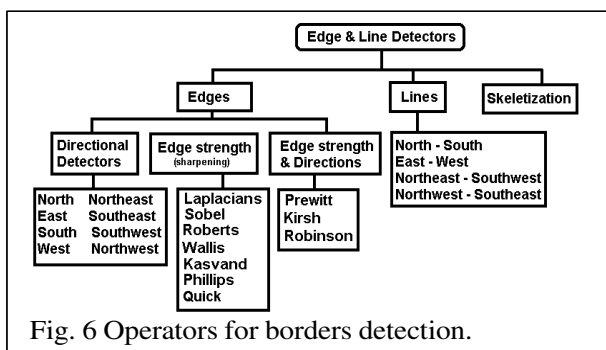 Edge & Line Detectors
Edges
Lines
Skeletization
Directional
Detectors
Edge strength
(sharpening)
Edge strength
& Directions
North - South
East - West
Northeast - Southwest
Northwest - Southeast
North Northeast
East Southeast
South Southwest
West Northwest
Laplacians
Sobel
Roberts
Wallis
Kasvand
Phillips
Quick
Prewitt
Kirsh
Robinson
Fig. 6 Operators for borders detection.